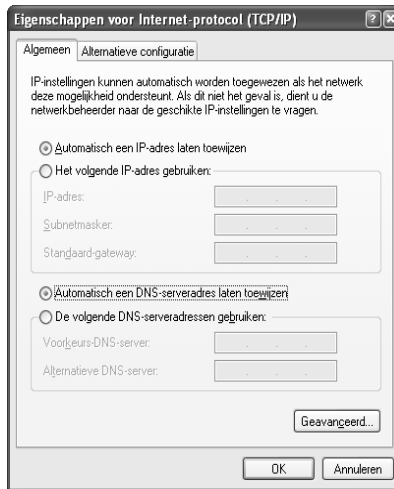 Eigenschappen voor Internet-protocol (TCP/IP)
Algemeen
Alternatieve configuratie
IP-instellingen kunnen automatisch worden toegewezen als het netwerk
deze mogelijkheid ondersteunt. Als dit niet het geval is, dient u de
netwerkbeheerder naar de geschikte IP-instellingen te vragen.
Automatisch een IP-adres laten toewijzen
Het volgende IP-adres gebruiken:
IP-adres:
Subnetmasker:
Standaard-gateway:
Automatisch een DNS-serveradres laten toewijzen
De volgende DNS-serveradressen gebruiken:
Voorkeurs-DNS-server:
Alternatieve DNS-server:
Geavanceerd...
OK
Annuleren